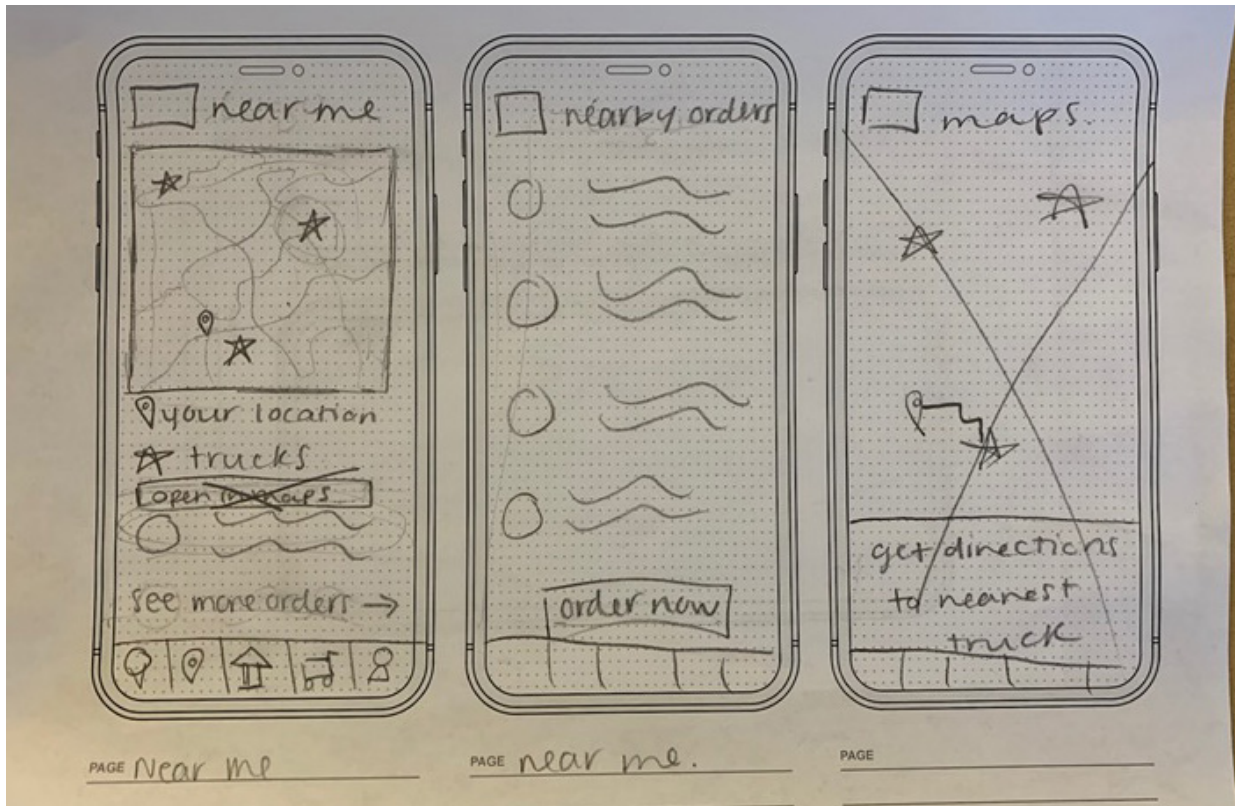 near me
your location
trucks
open in maps
see more orders →
PAGE Near me
nearby orders
order now
PAGE near me.
maps.
get directions
to nearest
truck
PAGE